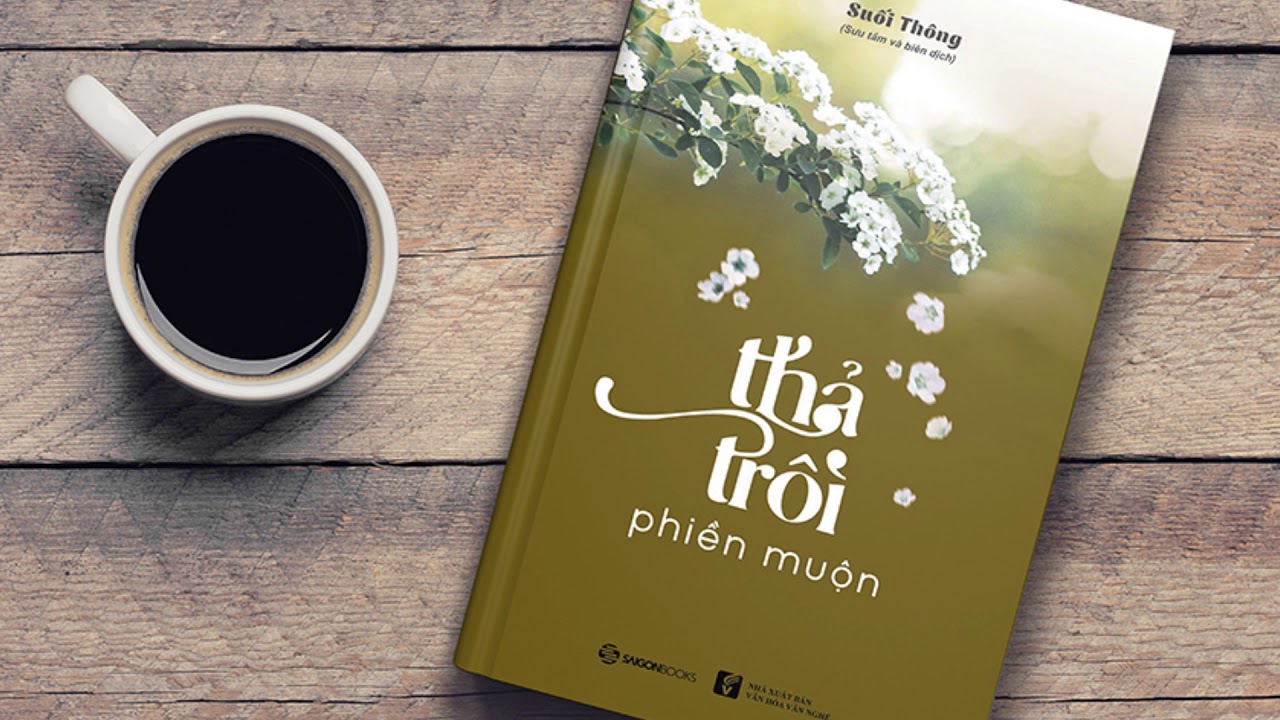 Suối Thông
(Sưu tầm và biên dịch)
thả
trôi
phiền muộn
SAIGONBOOKS
NHÀ XUẤT BẢN
VĂN HÓA VĂN NGHỆ